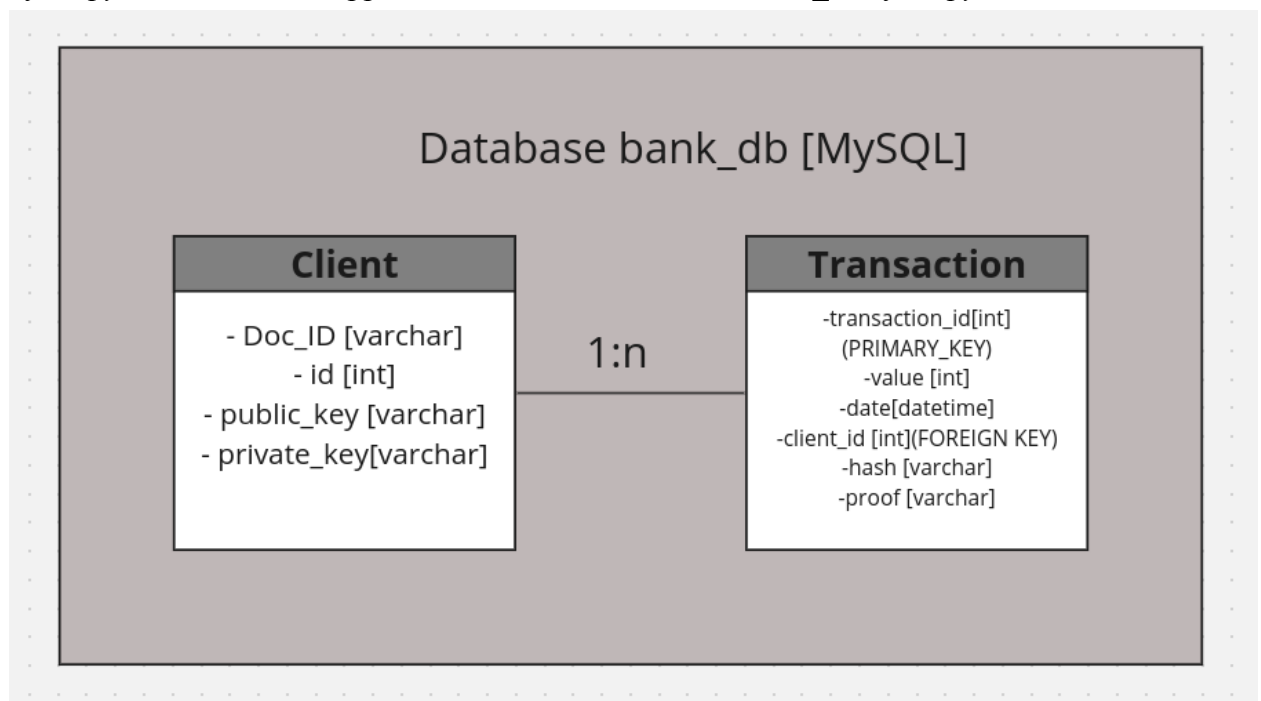 Database bank_db [MySQL]
Client
- Doc_ID [varchar]
- id [int]
- public_key [varchar]
- private_key[varchar]
1:n
Transaction
-transaction_id[int]
(PRIMARY_KEY)
-value [int]
-date[datetime]
-client_id [int](FOREIGN KEY)
-hash [varchar]
-proof [varchar]